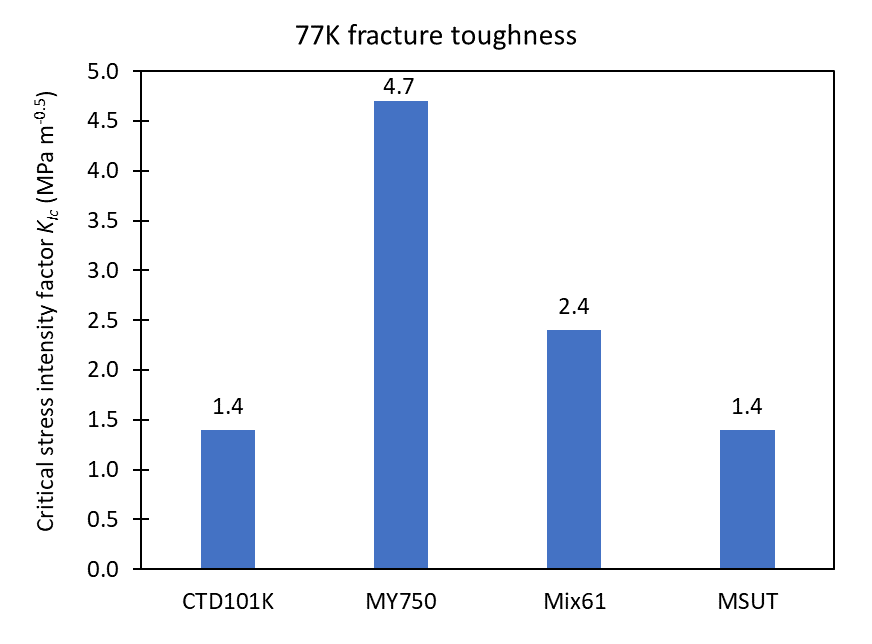 77K fracture toughness
Critical stress intensity factor K_Ic (MPa m^-0.5)
5.0
4.5
4.0
3.5
3.0
2.5
2.0
1.5
1.0
0.5
0.0
4.7
2.4
1.4
1.4
CTD101K
MY750
Mix61
MSUT